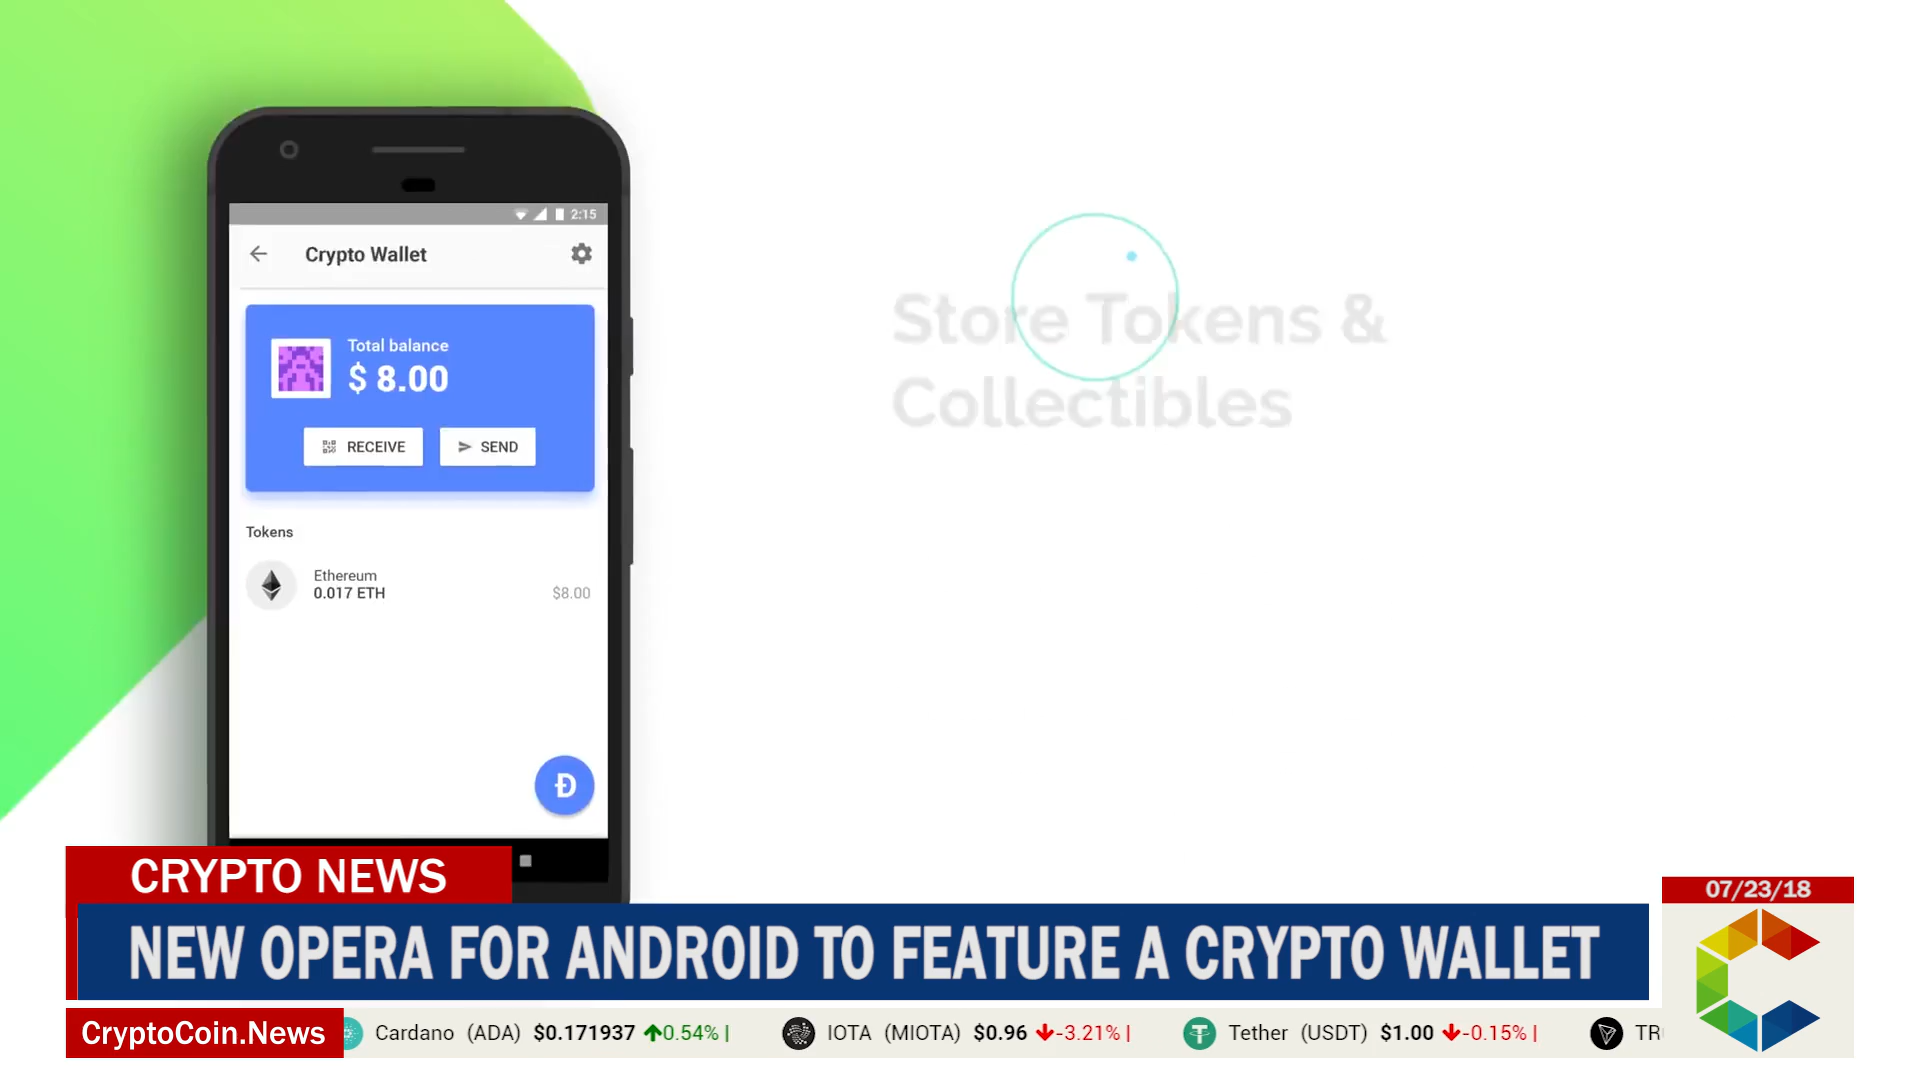 2:15
Crypto Wallet
Total balance
$ 8.00
RECEIVE
SEND
Tokens
Ethereum
0.017 ETH
$8.00
Đ
Store Tokens &
Collectibles
CRYPTO NEWS
NEW OPERA FOR ANDROID TO FEATURE A CRYPTO WALLET
07/23/18
CryptoCoin.News
Cardano (ADA) $0.171937 0.54% | IOTA (MIOTA) $0.96 -3.21% | Tether (USDT) $1.00 -0.15% |